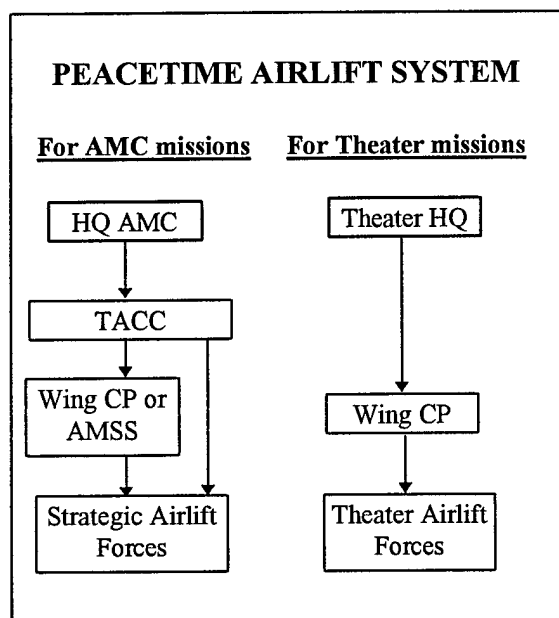 PEACETIME AIRLIFT SYSTEM
For AMC missions
HQ AMC
TACC
Wing CP or
AMSS
Strategic Airlift
Forces
For Theater missions
Theater HQ
Wing CP
Theater Airlift
Forces